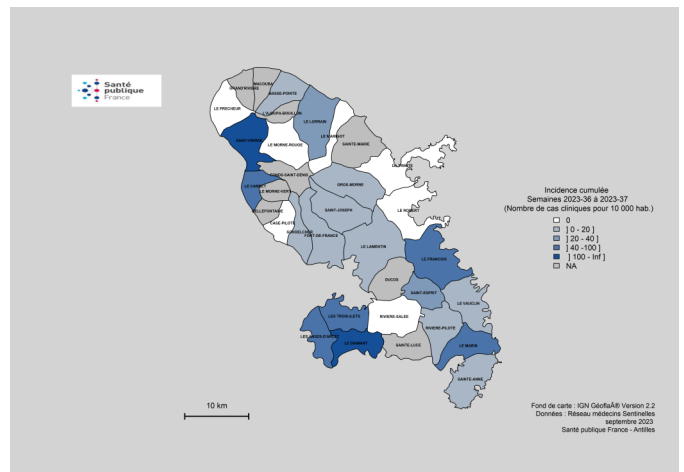 Santé
publique
France
MACOUBA
GRAND'RIVIERE
BASSE-POINTE
LE PRECHEUR
L'AJOUPA-BOUILLON
LE LORRAIN
LE MARIGOT
SAINT-PIERRE
LE MORNE-ROUGE
SAINTE-MARIE
LA TRINITE
FONDS-SAINT-DENIS
LE CARBET
LE MORNE-VERT
GROS-MORNE
BELLEFONTAINE
SAINT-JOSEPH
LE ROBERT
CASE-PILOTE
SCHOELCHER
FORT-DE-FRANCE
LE LAMENTIN
LE FRANCOIS
DUCOS
SAINT-ESPRIT
LE VAUCLIN
LES TROIS-ILETS
RIVIERE-SALEE
RIVIERE-PILOTE
LES ANSES-D'ARLET
LE DIAMANT
SAINTE-LUCE
LE MARIN
SAINTE-ANNE
Incidence cumulée
Semaines 2023-36 à 2023-37
(Nombre de cas cliniques pour 10 000 hab.)
0
] 0 - 20 ]
] 20 - 40 ]
] 40 -100 ]
] 100 - Inf ]
NA
10 km
Fond de carte : IGN GéoflaÂ® Version 2.2
Données : Réseau médecins Sentinelles
septembre 2023
Santé publique France - Antilles